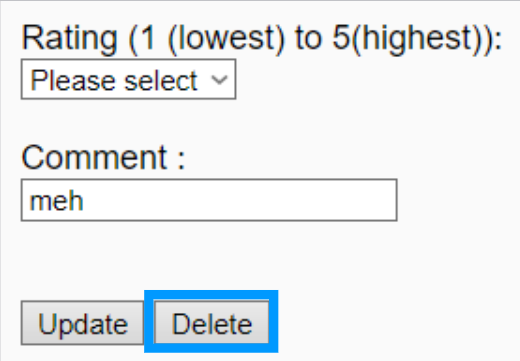 Rating (1 (lowest) to 5(highest)):
Please select
Comment :
meh
Update Delete